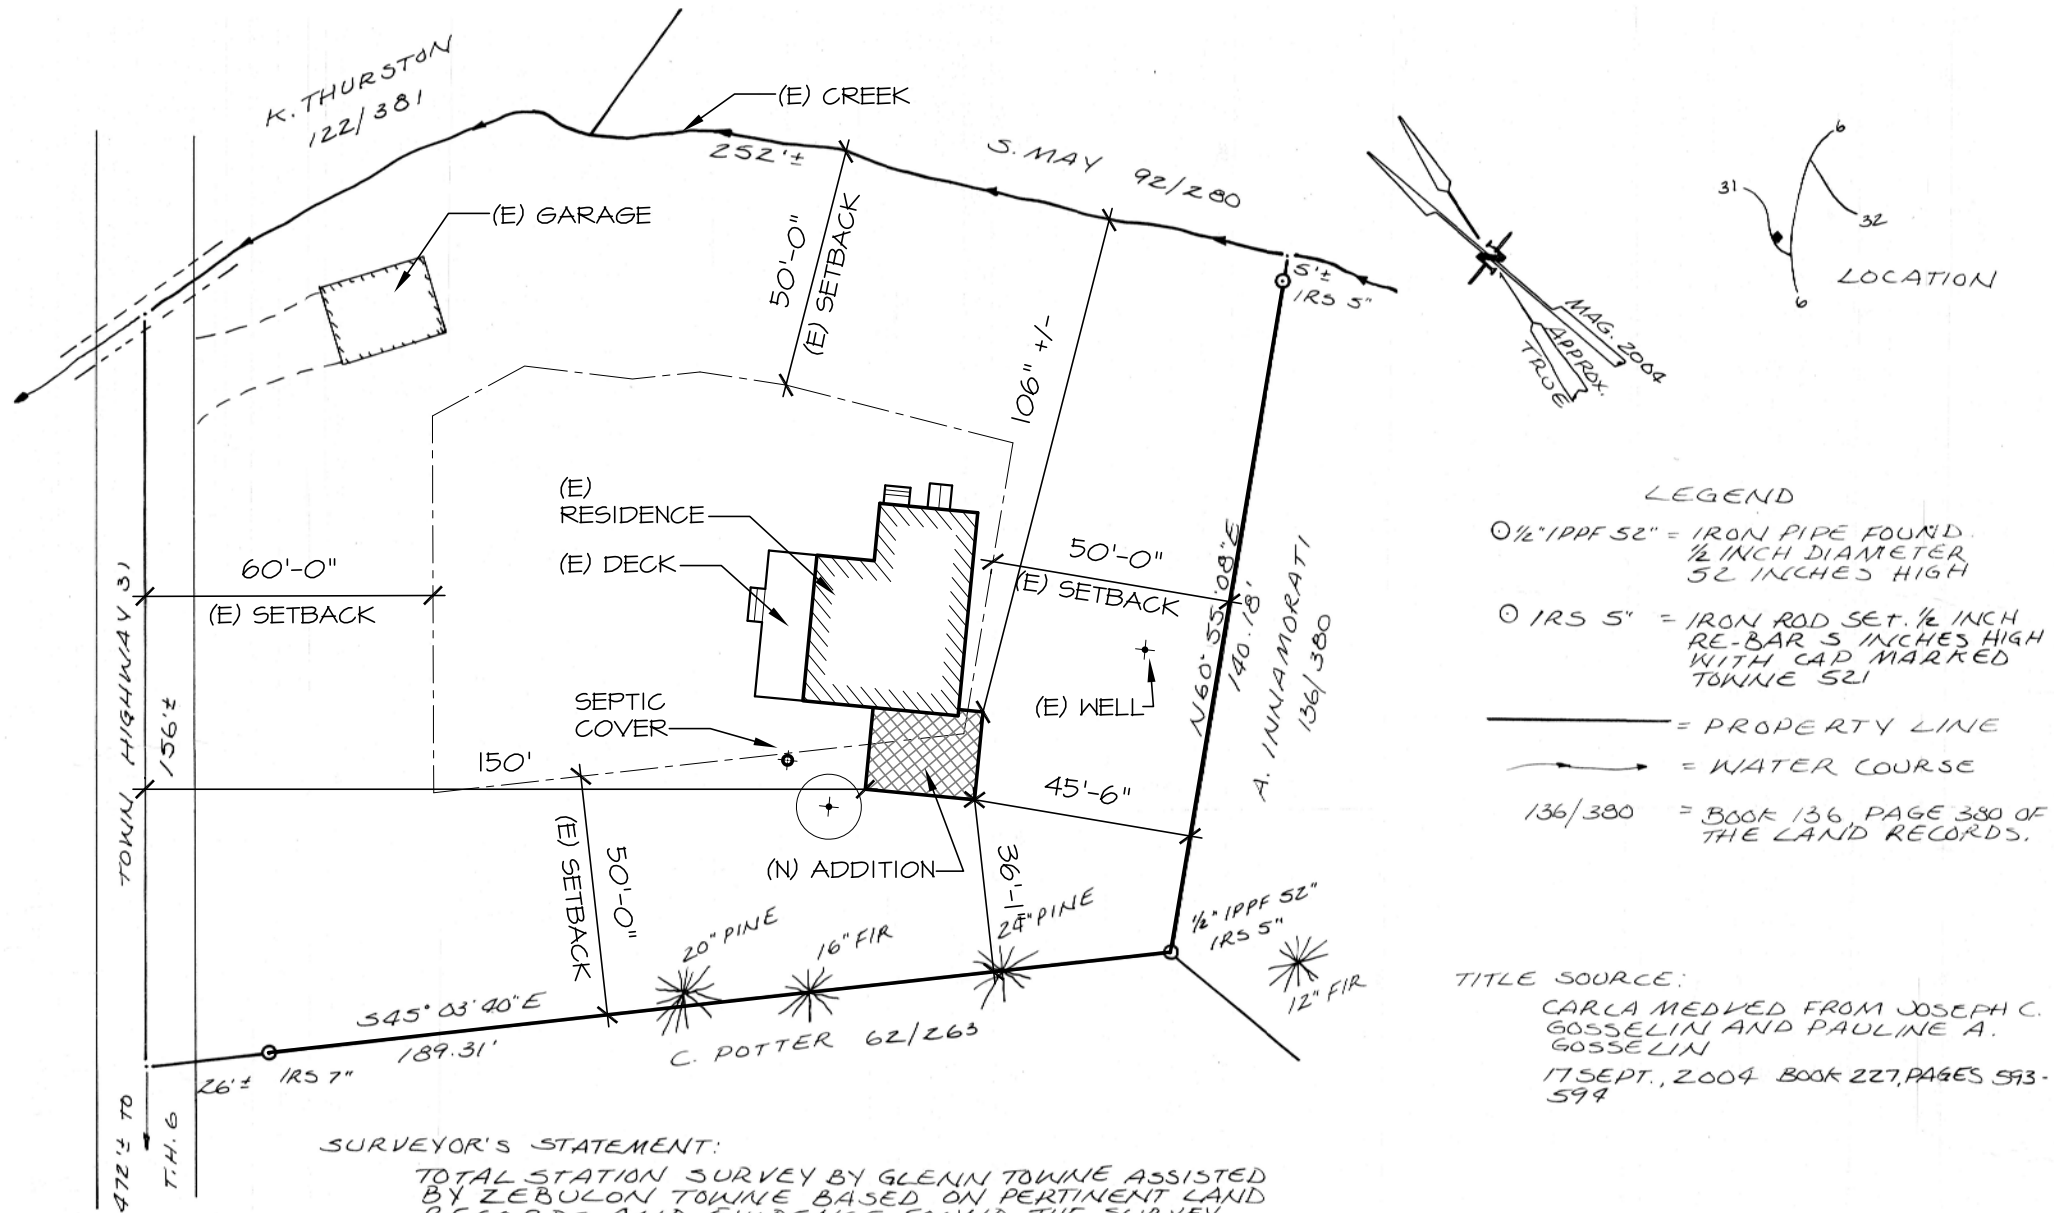 K. THURSTON
122/381
(E) CREEK
252'±
S. MAY 92/280
(E) GARAGE
50'-0"
(E) SETBACK
106" +/-
5'±
IRS 5"
MAG. 2004
APPROX.
TRUE
6
31
32
6
LOCATION
LEGEND
½" IPPF 52" = IRON PIPE FOUND
½ INCH DIAMETER
52 INCHES HIGH
IRS 5" = IRON ROD SET. ½ INCH
RE-BAR 5 INCHES HIGH
WITH CAP MARKED
TOWNE 521
= PROPERTY LINE
= WATER COURSE
136/380 = BOOK 136, PAGE 380 OF
THE LAND RECORDS.
(E)
RESIDENCE
(E) DECK
60'-0"
(E) SETBACK
50'-0"
(E) SETBACK
N60° 55' 08" E
140.18'
A. INNAMORATI
136/380
(E) WELL
SEPTIC
COVER
TOWN HIGHWAY 31
156'±
150'
45'-6"
(N) ADDITION
50'-0"
(E) SETBACK
36'-1"
20" PINE
16" FIR
24" PINE
½" IPPF 52"
IRS 5"
12" FIR
S45° 03' 40" E
189.31'
C. POTTER 62/263
26'±
IRS 7"
472'± TO
T.H. 6
TITLE SOURCE:
CARLA MEDVED FROM JOSEPH C.
GOSSELIN AND PAULINE A.
GOSSELIN
17 SEPT., 2004 BOOK 227, PAGES 593-
594
SURVEYOR'S STATEMENT:
TOTAL STATION SURVEY BY GLENN TOWNE ASSISTED
BY ZEBULON TOWNE BASED ON PERTINENT LAND